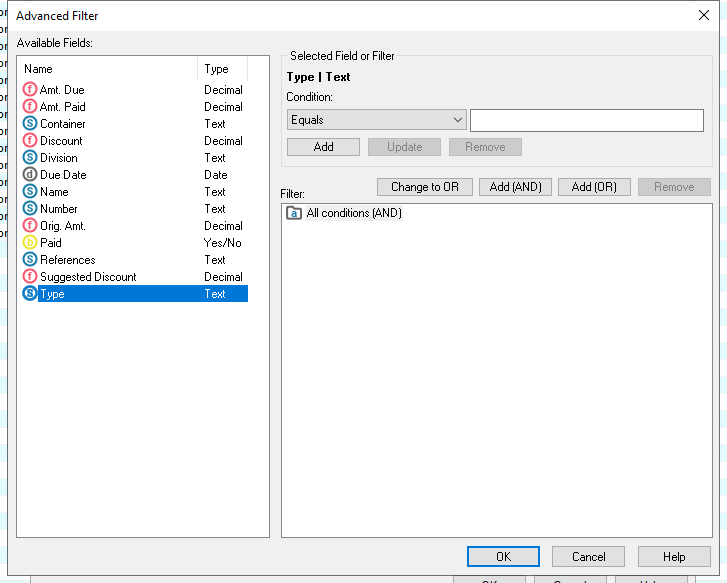 Advanced Filter
Available Fields:
Name Type
f Amt. Due Decimal
f Amt. Paid Decimal
S Container Text
f Discount Decimal
S Division Text
d Due Date Date
S Name Text
S Number Text
f Orig. Amt. Decimal
b Paid Yes/No
S References Text
f Suggested Discount Decimal
S Type Text
Selected Field or Filter
Type | Text
Condition:
Equals
Add Update Remove
Filter:
Change to OR Add (AND) Add (OR) Remove
a All conditions (AND)
OK Cancel Help